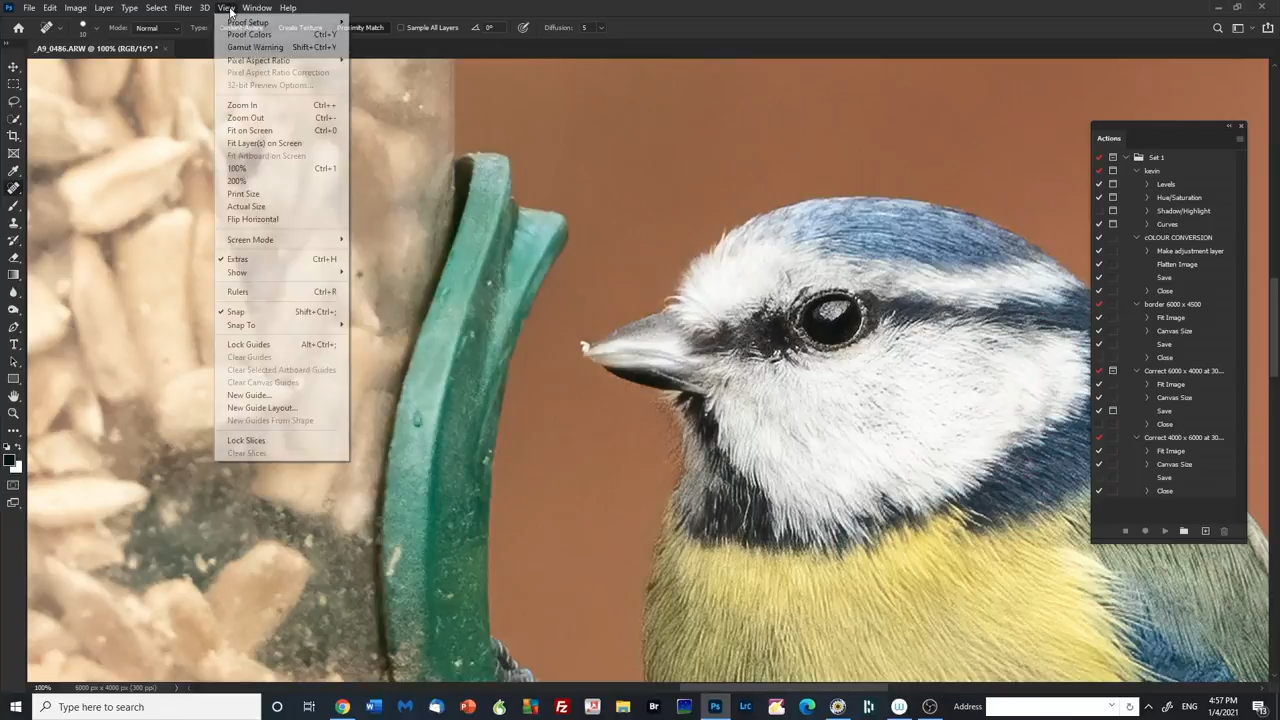 File Edit Image Layer Type Select Filter 3D View Window Help
10 Mode: Normal Type: Create Texture Proximity Match Sample All Layers 0° Diffusion: 5
_A9_0486.ARW @ 100% (RGB/16*) * ×
Proof Setup
Proof Colors Ctrl+Y
Gamut Warning Shift+Ctrl+Y
Pixel Aspect Ratio
Pixel Aspect Ratio Correction
32-bit Preview Options...
Zoom In Ctrl++
Zoom Out Ctrl+-
Fit on Screen Ctrl+0
Fit Layer(s) on Screen
Fit Artboard on Screen
100% Ctrl+1
200%
Print Size
Actual Size
Flip Horizontal
Screen Mode
Extras Ctrl+H
Show
Rulers Ctrl+R
Snap Shift+Ctrl+;
Snap To
Lock Guides Alt+Ctrl+;
Clear Guides
Clear Selected Artboard Guides
Clear Canvas Guides
New Guide...
New Guide Layout...
New Guides From Shape
Lock Slices
Clear Slices
Actions
Set 1
kevin
Levels
Hue/Saturation
Shadow/Highlight
Curves
cOLOUR CONVERSION
Make adjustment layer
Flatten Image
Save
Close
border 6000 x 4500
Fit Image
Canvas Size
Save
Close
Correct 6000 x 4000 at 30...
Fit Image
Canvas Size
Save
Close
Correct 4000 x 6000 at 30...
Fit Image
Canvas Size
Save
Close
100% 6000 px x 4000 px (300 ppi)
Type here to search
Br Ps Lrc
Address
ENG
4:57 PM
1/4/2021